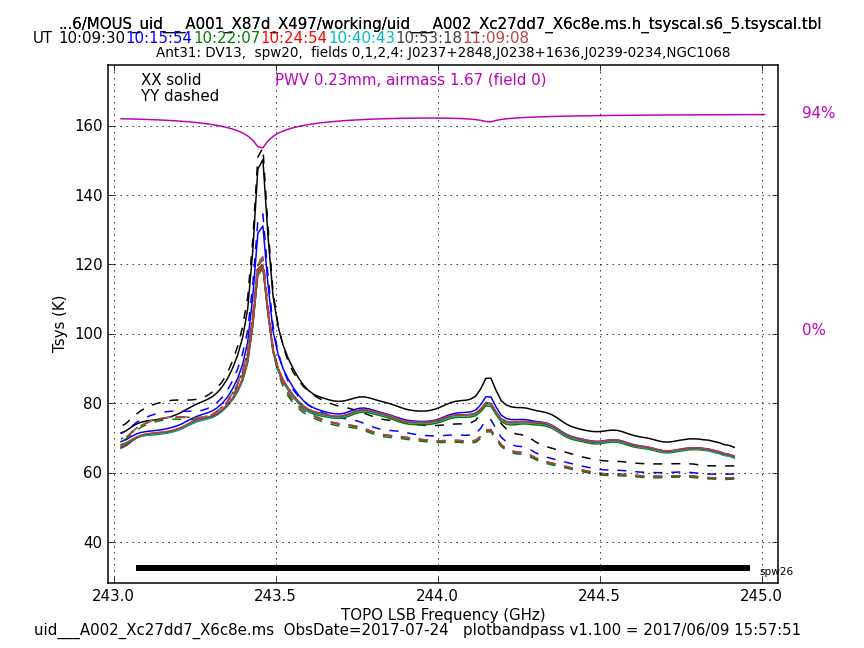 ...6/MOUS_uid___A001_X87d_X497/working/uid___A002_Xc27dd7_X6c8e.ms.h_tsyscal.s6_5.tsyscal.tbl
UT 10:09:30 10:15:54 10:22:07 10:24:54 10:40:43 10:53:18 11:09:08
Ant31: DV13,  spw20,  fields 0,1,2,4: J0237+2848,J0238+1636,J0239-0234,NGC1068
XX solid
PWV 0.23mm, airmass 1.67 (field 0)
YY dashed
94%
160
140
120
100
0%
80
60
40
Tsys (K)
spw26
243.0 243.5 244.0 244.5 245.0
TOPO LSB Frequency (GHz)
uid___A002_Xc27dd7_X6c8e.ms  ObsDate=2017-07-24   plotbandpass v1.100 = 2017/06/09 15:57:51